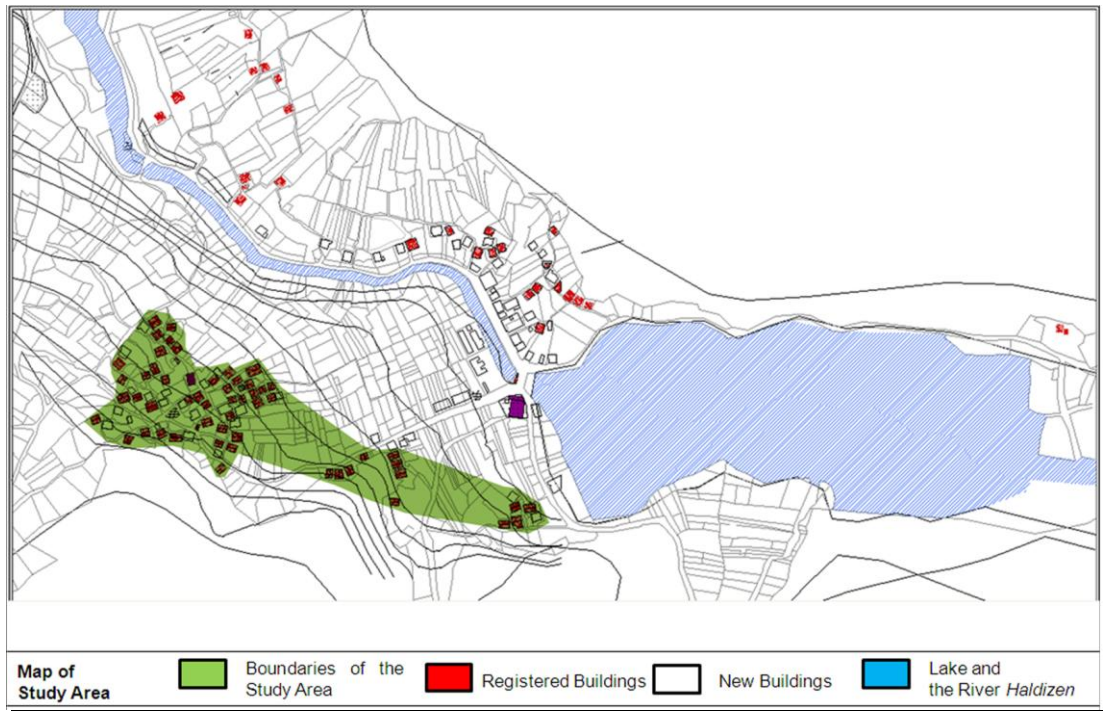 Map of
Study Area
Boundaries of the
Study Area
Registered Buildings
New Buildings
Lake and
the River Haldizen